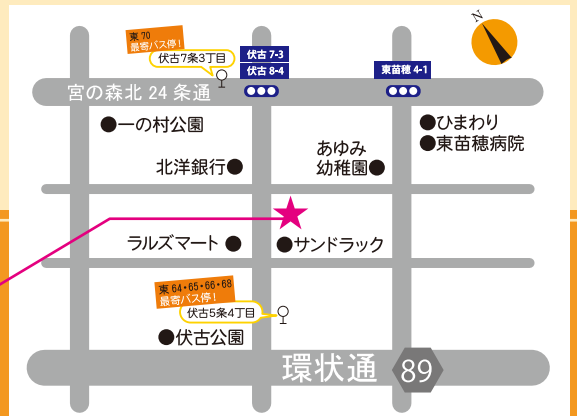 N
東 70
最寄バス停！
伏古7条3丁目
伏古 7-3
伏古 8-4
東苗穂 4-1
宮の森北 24 条通
●一の村公園
●ひまわり
●東苗穂病院
北洋銀行●
あゆみ
幼稚園●
★
ラルズマート ●
●サンドラック
東 64・65・66・68
最寄バス停！
伏古5条4丁目
●伏古公園
環状通 89